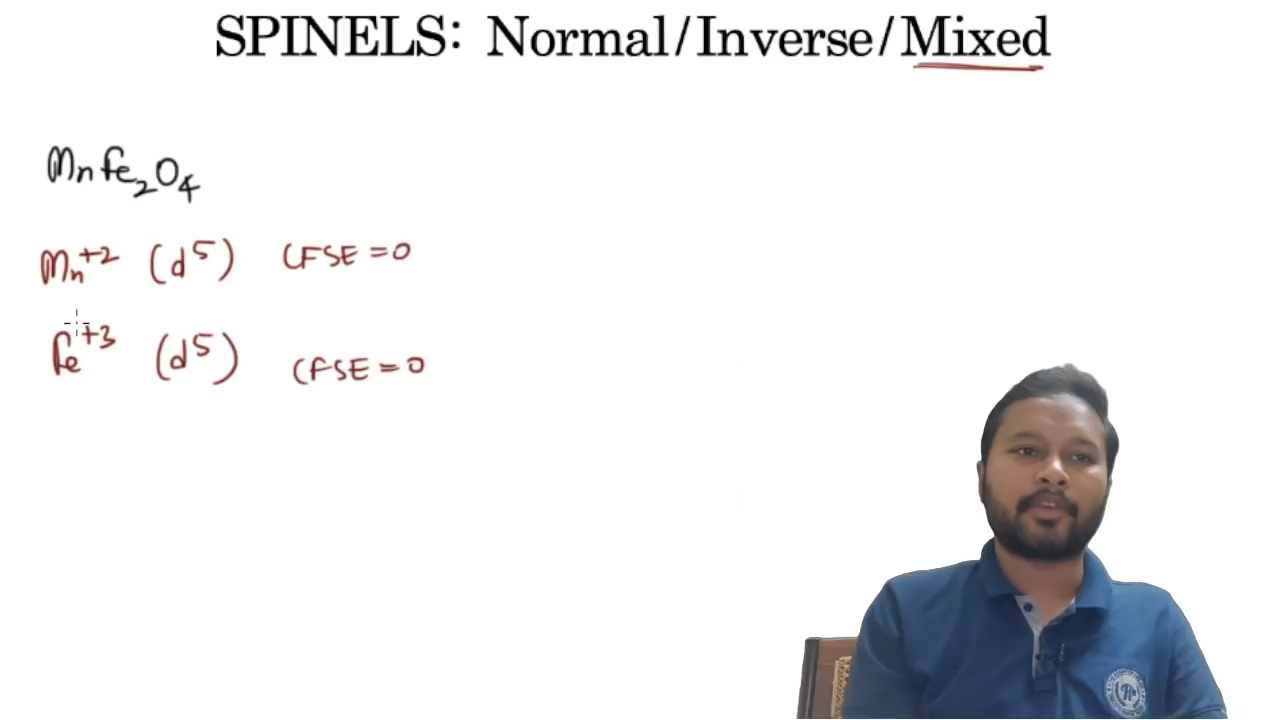 SPINELS: Normal/Inverse/Mixed
MnFe₂O₄
Mn⁺² (d⁵) CFSE = 0
Fe⁺³ (d⁵) CFSE = 0